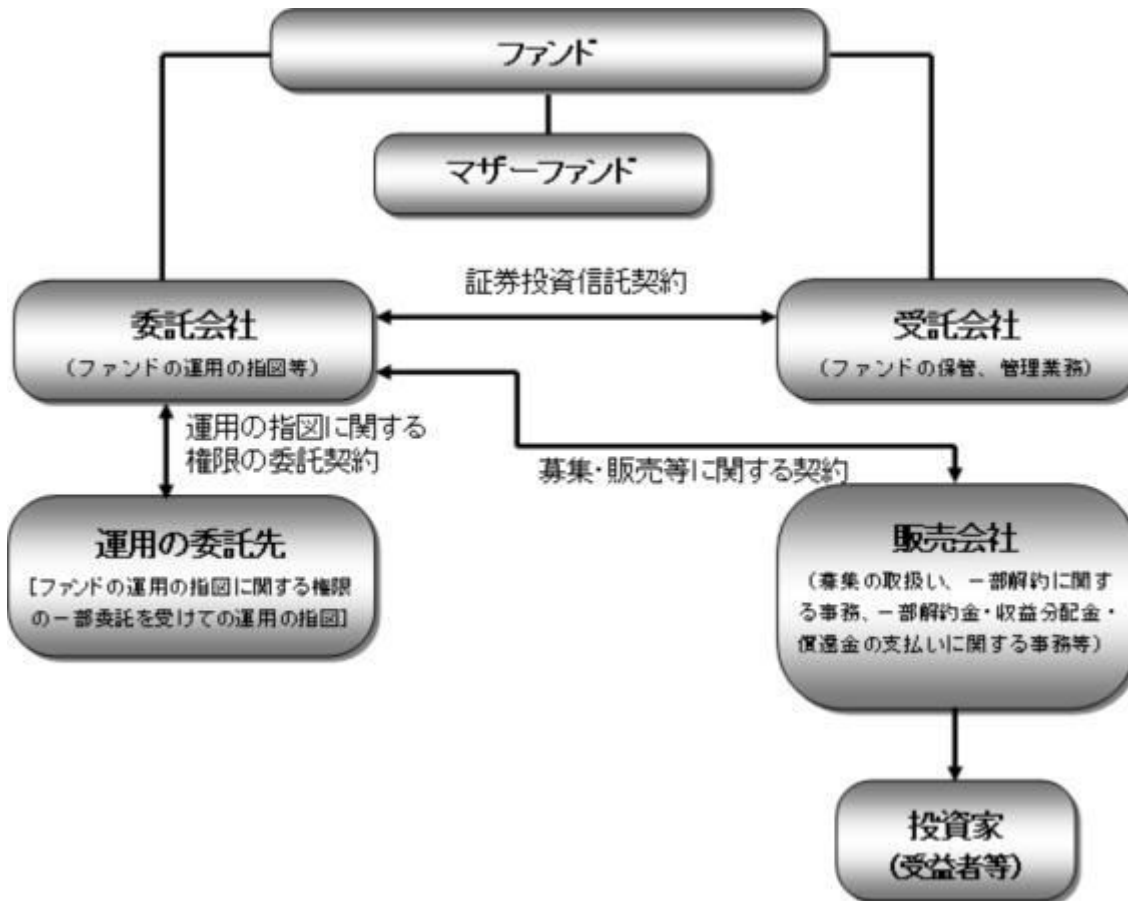 ファンド
マザーファンド
証券投資信託契約
委託会社
（ファンドの運用の指図等）
受託会社
（ファンドの保管、管理業務）
運用の指図に関する
権限の委託契約
募集・販売等に関する契約
運用の委託先
［ファンドの運用の指図に関する権限
の一部委託を受けての運用の指図］
販売会社
（募集の取扱い、一部解約に関す
る事務、一部解約金・収益分配金・
償還金の支払いに関する事務等）
投資家
（受益者等）